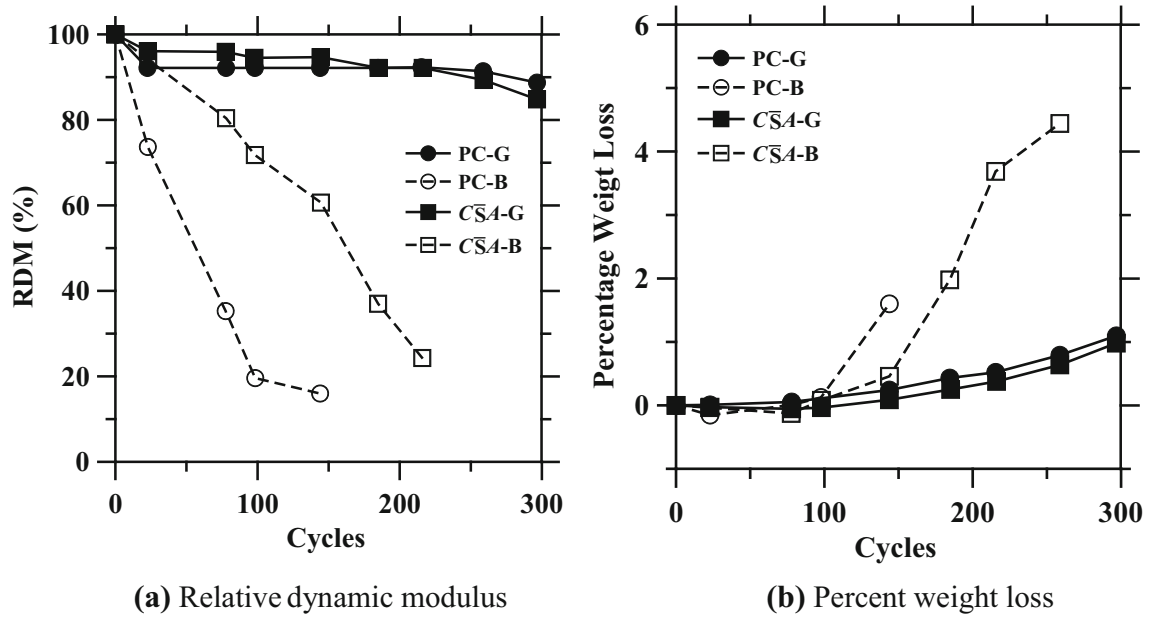 100
80
60
40
20
0
RDM (%)
PC-G
PC-B
CS̅A-G
CS̅A-B
0
100
200
300
Cycles
(a) Relative dynamic modulus
6
4
2
0
Percentage Weigt Loss
PC-G
PC-B
CS̅A-G
CS̅A-B
0
100
200
300
Cycles
(b) Percent weight loss